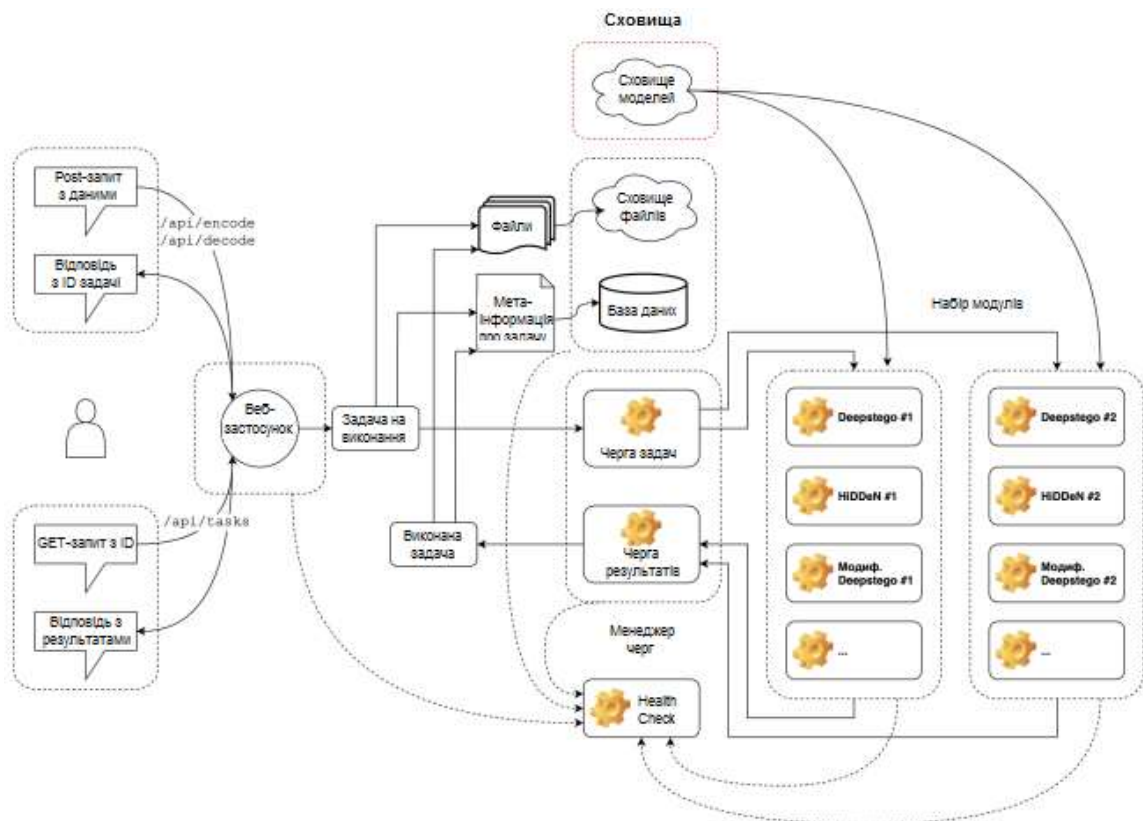 Сховища
Сховище
моделей
Post-запит
з даними
/api/encode
/api/decode
Відповідь
з ID задачі
Файли
Сховище
файлів
Мета-
інформація
про задачу
База даних
Набір модулів
Веб-
застосунок
Задача на
виконання
Черга задач
Deepstego #1
Deepstego #2
HiDDeN #1
HiDDeN #2
/api/tasks
GET-запит з ID
Виконана
задача
Черга
результатів
Модиф.
Deepstego #1
Модиф.
Deepstego #2
Відповідь з
результатами
Менеджер
черг
...
...
Health
Check